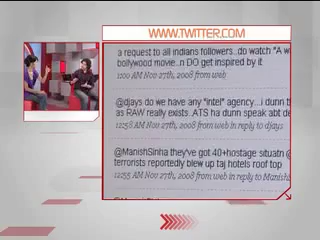 WWW.TWITTER.COM
a request to all indians followers..do watch "A w
bollywood movie..n DO get inspired by it
1:09 AM Nov 27th, 2008 from web
@djays do we have any "intel" agency...i dunn t
as RAW really exists. ATS ha dunn speak abt de
12:58 AM Nov 27th, 2008 from web in reply to djays
@ManishSinha they've got 40+hostage situatn @
terrorists reportedly blew up taj hotels roof top
12:55 AM Nov 27th, 2008 from web in reply to Manish